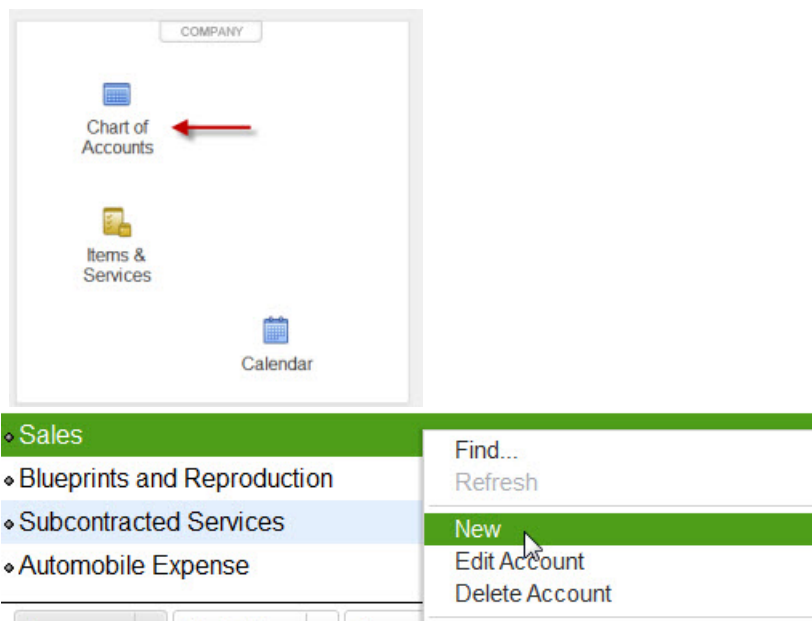 COMPANY
Chart of
Accounts
Items &
Services
Calendar
Sales
Blueprints and Reproduction
Subcontracted Services
Automobile Expense
Find...
Refresh
New
Edit Account
Delete Account